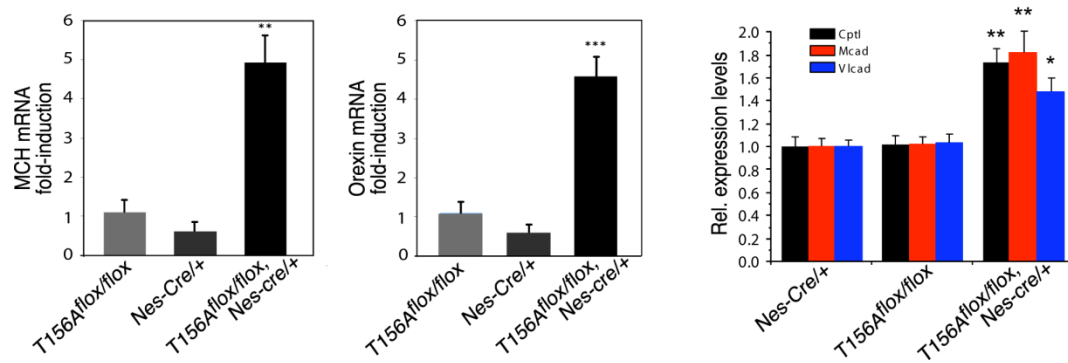 MCH mRNA
fold-induction
6
5
4
3
2
1
0
**
T156Aflox/flox
Nes-Cre/+
T156Aflox/flox,
Nes-cre/+
Orexin mRNA
fold-induction
6
5
4
3
2
1
0
***
T156Aflox/flox
Nes-Cre/+
T156Aflox/flox,
Nes-cre/+
Rel. expression levels
2.0
1.8
1.6
1.4
1.2
1.0
0.8
0.6
0.4
0.2
0.0
CptI
Mcad
Vlcad
**
**
*
Nes-Cre/+
T156Aflox/flox
T156Aflox/flox,
Nes-cre/+